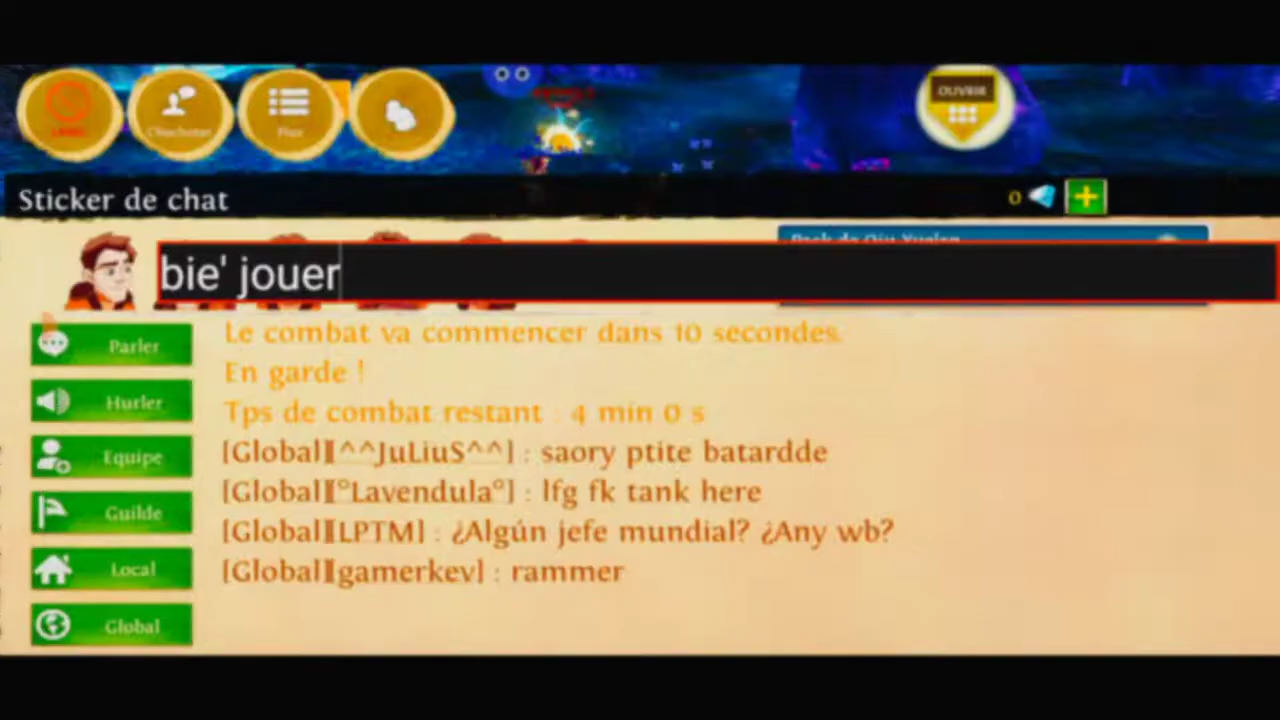 Chuchoter
Plus
OUVRIR
Sticker de chat
0
bie' jouer
Parler
Hurler
Equipe
Guilde
Local
Global
Le combat va commencer dans 10 secondes.
En garde !
Tps de combat restant : 4 min 0 s
[Global][^^JuLiuS^^] : saory ptite batardde
[Global][°Lavendula°] : lfg fk tank here
[Global][LPTM] : ¿Algún jefe mundial? ¿Any wb?
[Global][gamerkev] : rammer